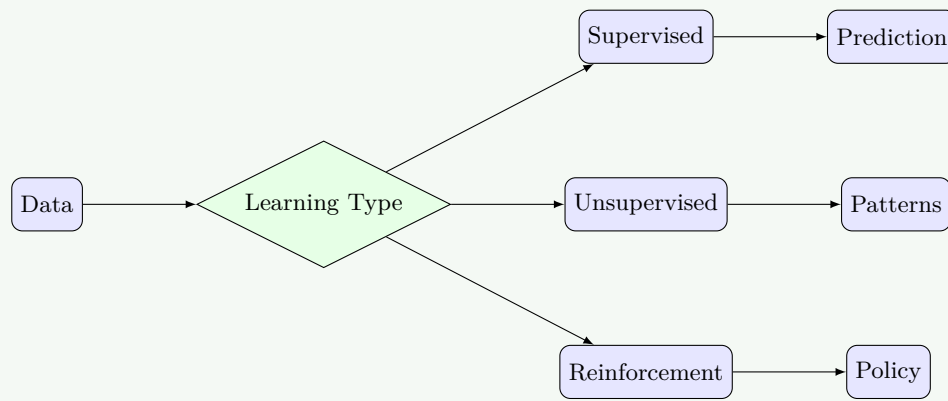 Supervised
Prediction
Data
Learning Type
Unsupervised
Patterns
Reinforcement
Policy